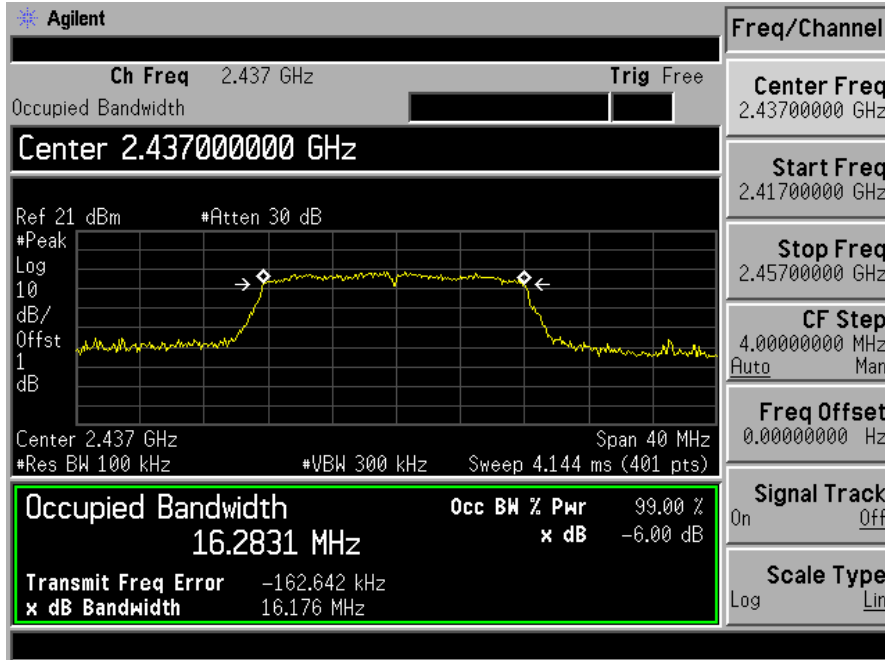 Agilent
Freq/Channel
Ch Freq 2.437 GHz Trig Free
Occupied Bandwidth
Center 2.437000000 GHz
Ref 21 dBm #Atten 30 dB
#Peak
Log
10
dB/
Offst
1
dB
Center 2.437 GHz Span 40 MHz
#Res BW 100 kHz #VBW 300 kHz Sweep 4.144 ms (401 pts)
Occupied Bandwidth
16.2831 MHz
Occ BW % Pwr 99.00 %
x dB -6.00 dB
Transmit Freq Error -162.642 kHz
x dB Bandwidth 16.176 MHz
Center Freq
2.43700000 GHz
Start Freq
2.41700000 GHz
Stop Freq
2.45700000 GHz
CF Step
4.00000000 MHz
Auto Man
Freq Offset
0.00000000 Hz
Signal Track
On Off
Scale Type
Log Lin